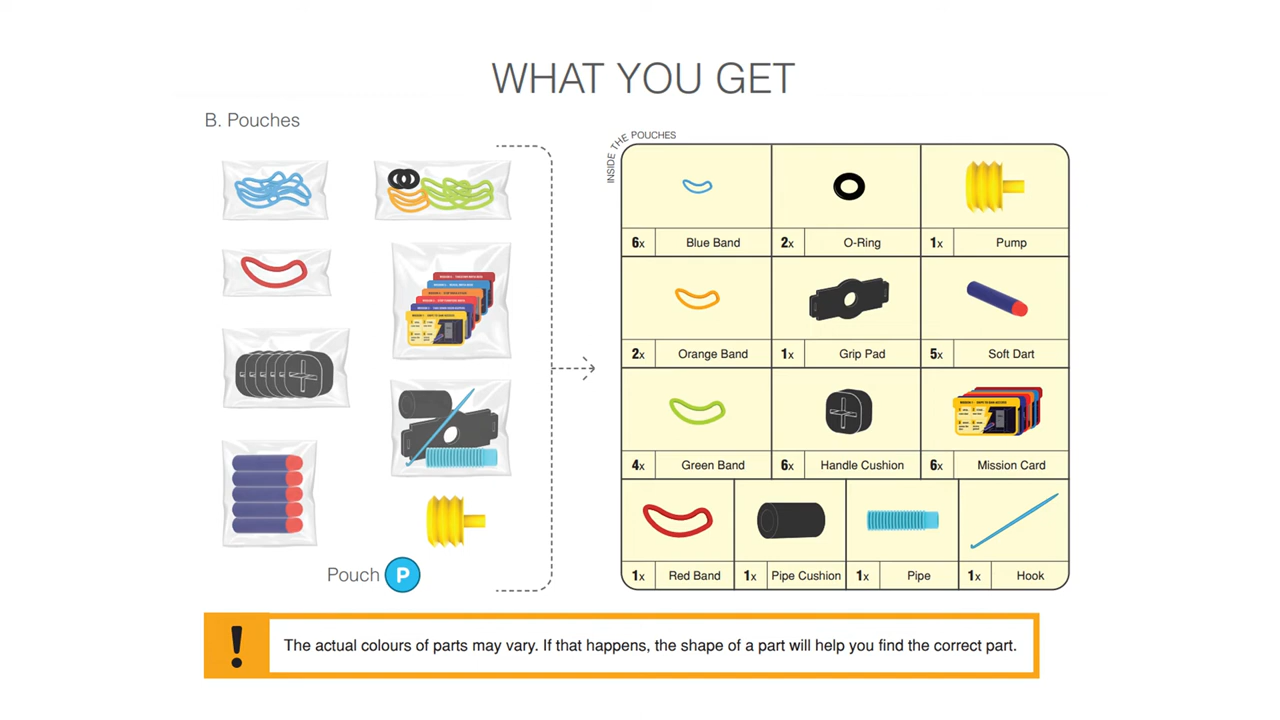 WHAT YOU GET
B. Pouches
INSIDE THE POUCHES
6x Blue Band
2x O-Ring
1x Pump
2x Orange Band
1x Grip Pad
5x Soft Dart
4x Green Band
6x Handle Cushion
6x Mission Card
1x Red Band
1x Pipe Cushion
1x Pipe
1x Hook
Pouch P
! The actual colours of parts may vary. If that happens, the shape of a part will help you find the correct part.